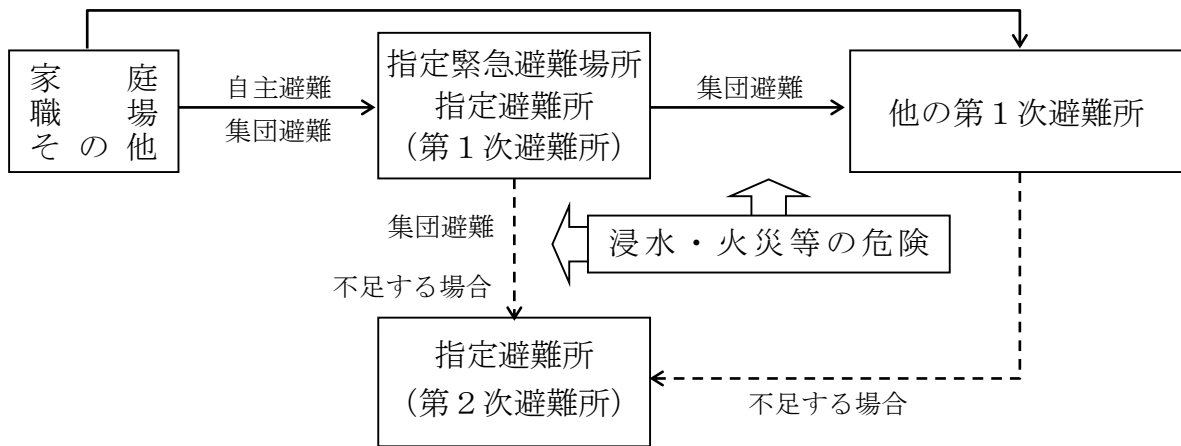 家庭
職場
その他
自主避難
集団避難
指定緊急避難場所
指定避難所
（第１次避難所）
集団避難
他の第１次避難所
集団避難
不足する場合
浸水・火災等の危険
指定避難所
（第２次避難所）
不足する場合